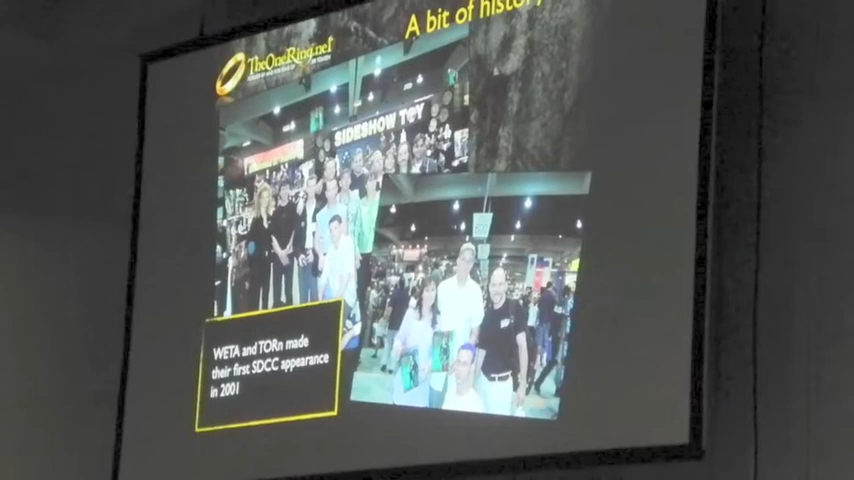 A bit of history
TheOneRing.net
SIDESHOW TOY
WETA and TORn made
their first SDCC appearance
in 2001